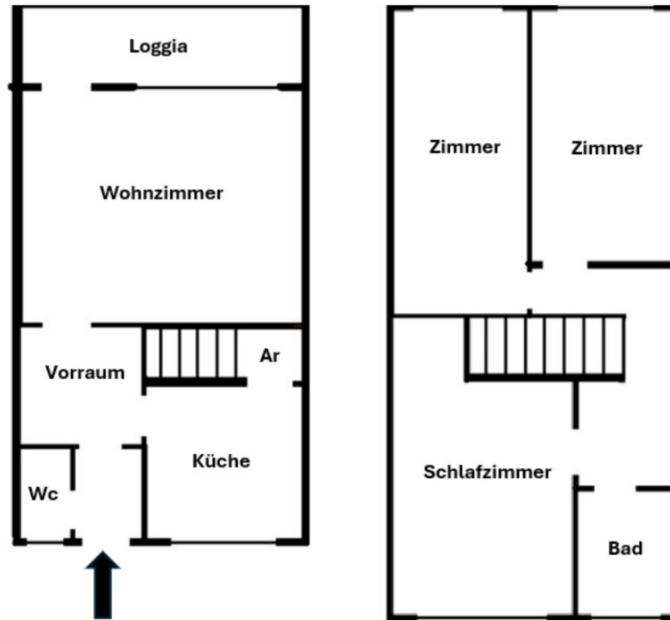 Loggia
Wohnzimmer
Vorraum
Ar
Küche
Wc
Zimmer
Zimmer
Schlafzimmer
Bad